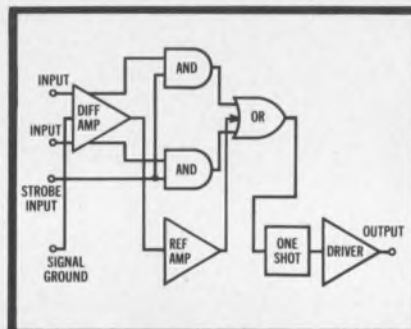 INPUT
DIFF
AMP
INPUT
STROBE
INPUT
SIGNAL
GROUND
AND
AND
OR
REF
AMP
ONE
SHOT
DRIVER
OUTPUT